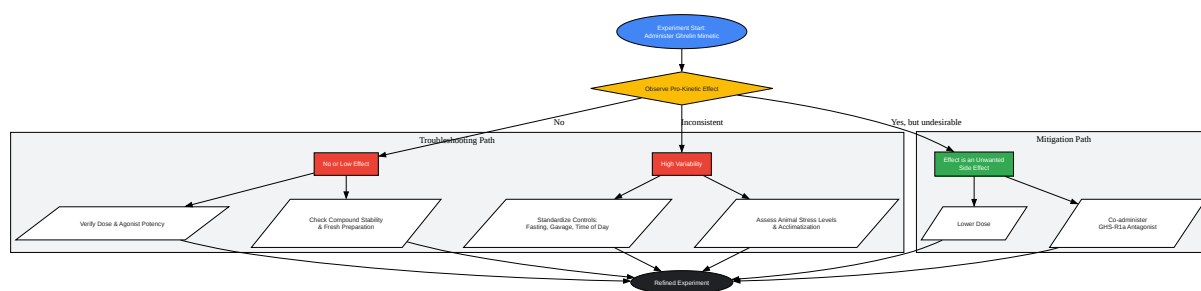 Experiment Start:
Administer Ghrelin Mimetic
Observe Pro-Kinetic Effect
No
Inconsistent
Yes, but undesirable
Troubleshooting Path
Mitigation Path
No or Low Effect
High Variability
Effect is an Unwanted
Side Effect
Verify Dose & Agonist Potency
Check Compound Stability
& Fresh Preparation
Standardize Controls:
Fasting, Gavage, Time of Day
Assess Animal Stress Levels
& Acclimatization
Lower Dose
Co-administer
GHS-R1a Antagonist
Refined Experiment